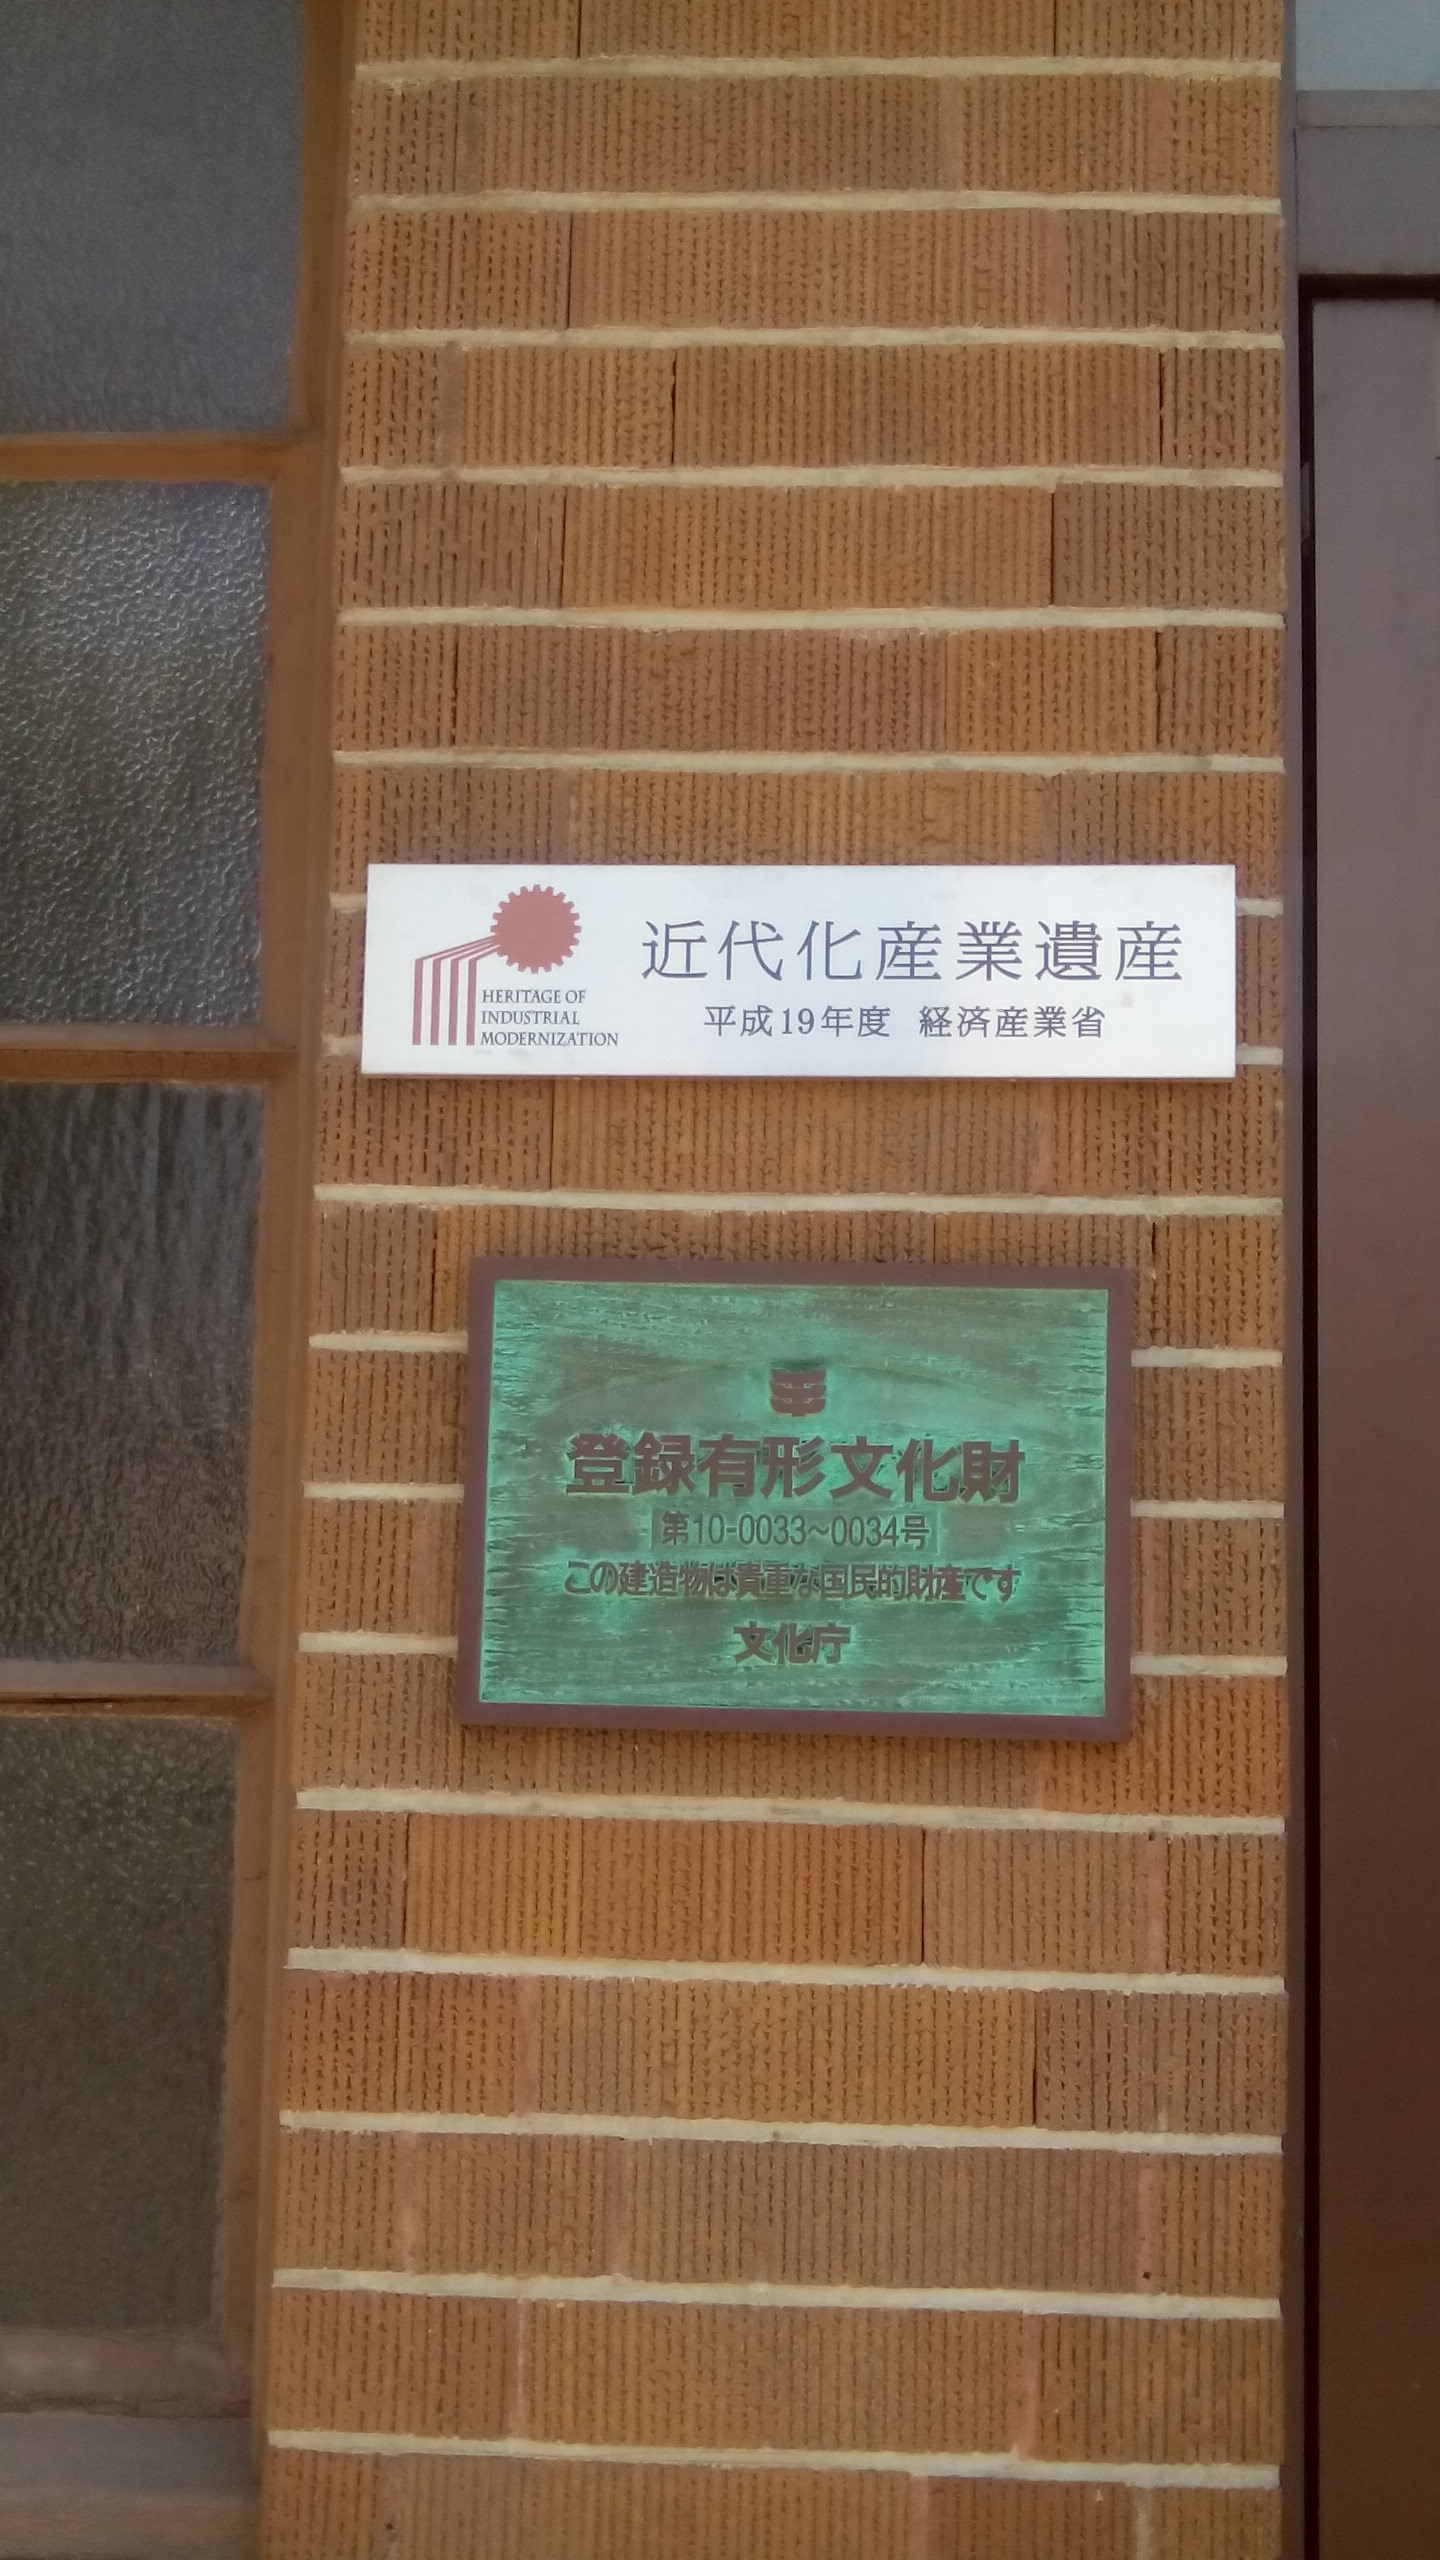 近代化産業遺産
平成19年度 経済産業省
HERITAGE OF
INDUSTRIAL
MODERNIZATION
登録有形文化財
第10-0033~0034号
この建造物は貴重な国民的財産です
文化庁